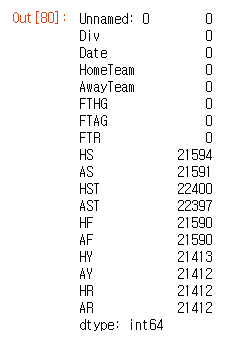 Out[80]: Unnamed: 0 0
Div 0
Date 0
HomeTeam 0
AwayTeam 0
FTHG 0
FTAG 0
FTR 0
HS 21594
AS 21591
HST 22400
AST 22397
HF 21590
AF 21590
HY 21413
AY 21412
HR 21412
AR 21412
dtype: int64